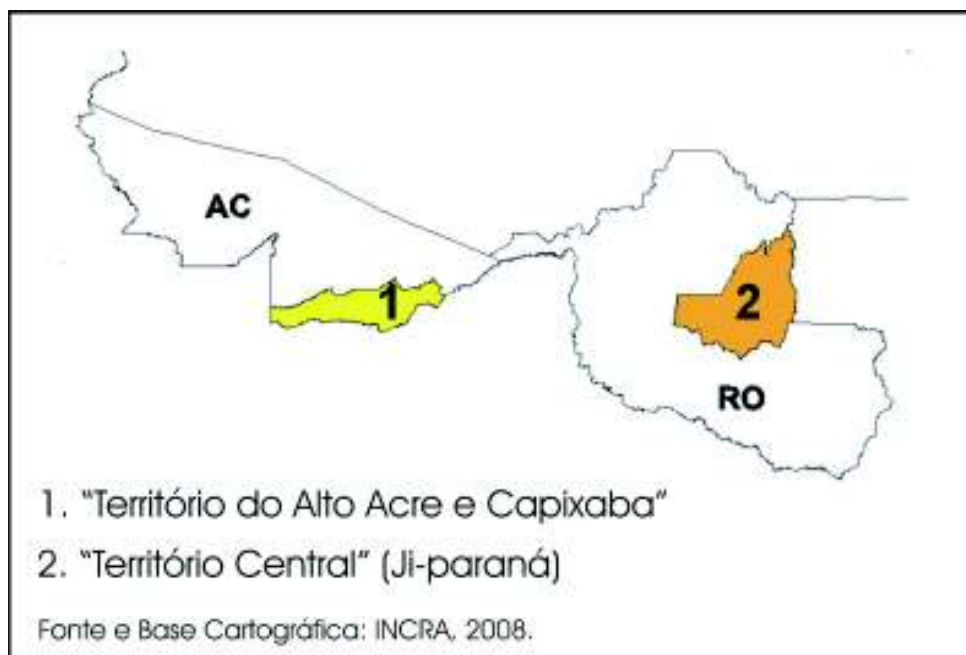 AC
1
2
RO
1. “Território do Alto Acre e Capixaba”
2. “Território Central” (Ji-paraná)
Fonte e Base Cartográfica: INCRA, 2008.